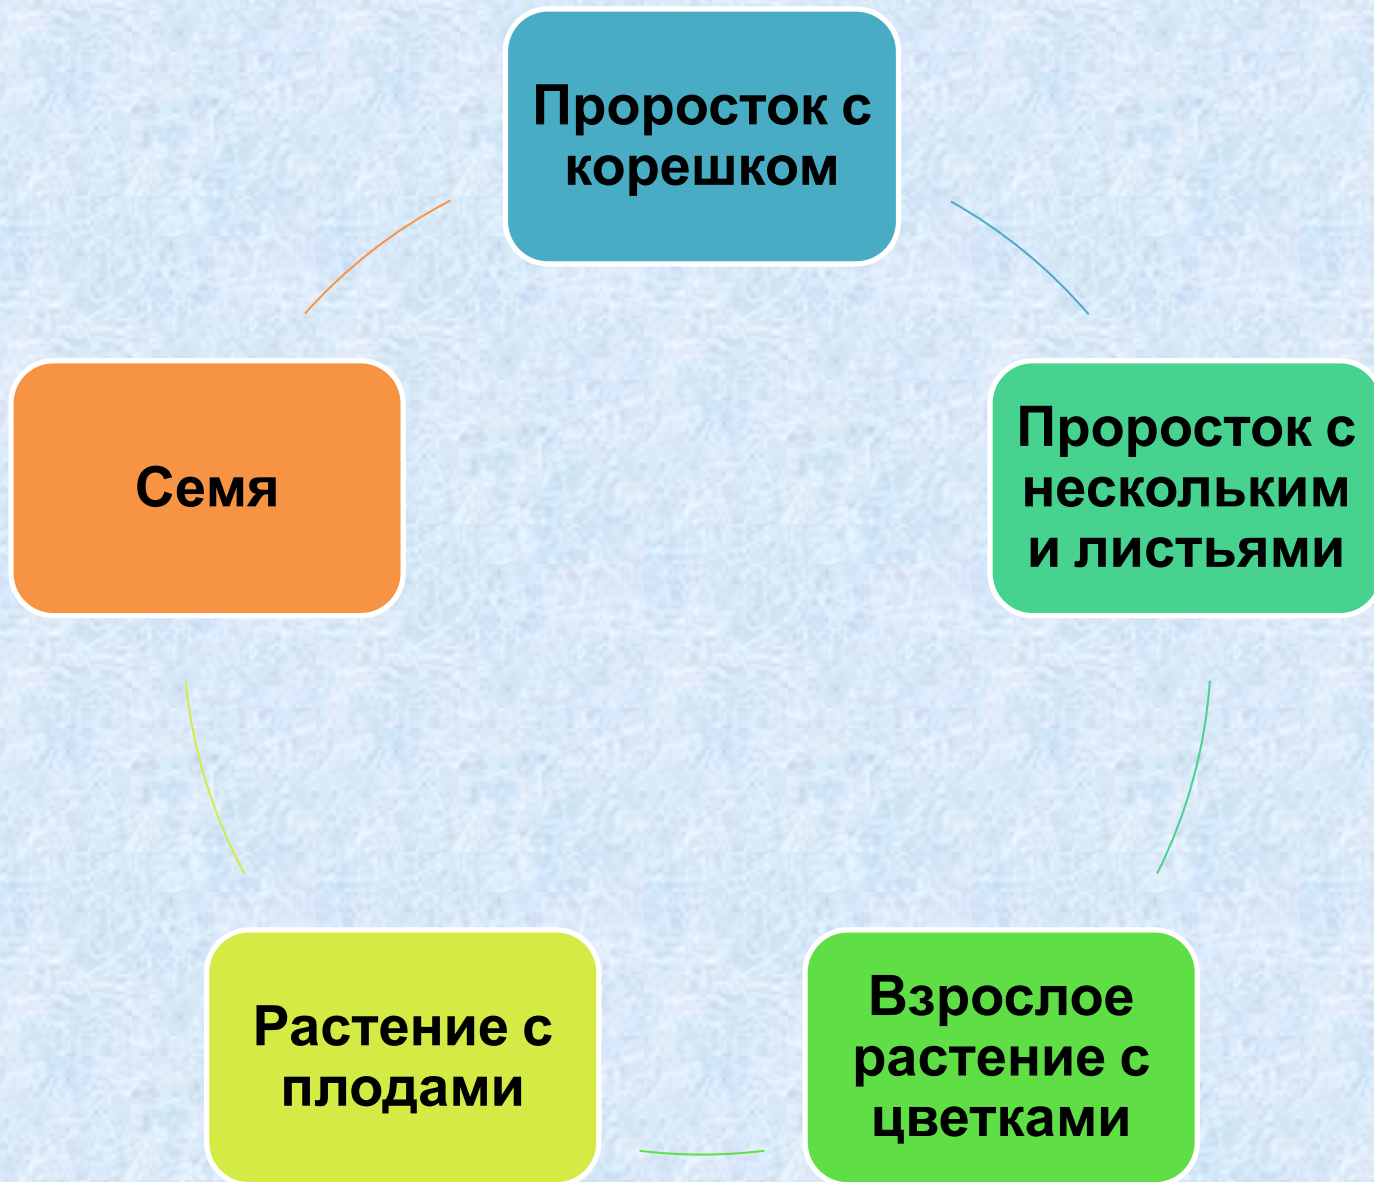 Проросток с
корешком
Проросток с
нескольким
и листьями
Семя
Взрослое
растение с
цветками
Растение с
плодами